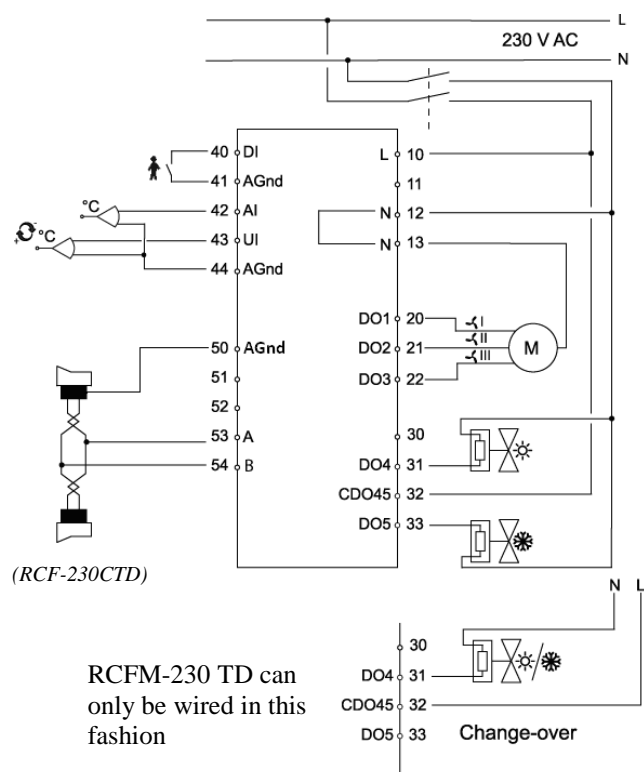 L
230 V AC
N
40 DI L 10
41 AGnd 11
°C 42 AI N 12
°C 43 UI N 13
44 AGnd
DO1 20 I
50 AGnd DO2 21 II M
51 DO3 22 III
52
53 A 30
54 B DO4 31
CDO45 32
DO5 33
(RCF-230CTD)
N L
30
RCFM-230 TD can DO4 31
only be wired in this CDO45 32
fashion DO5 33 Change-over